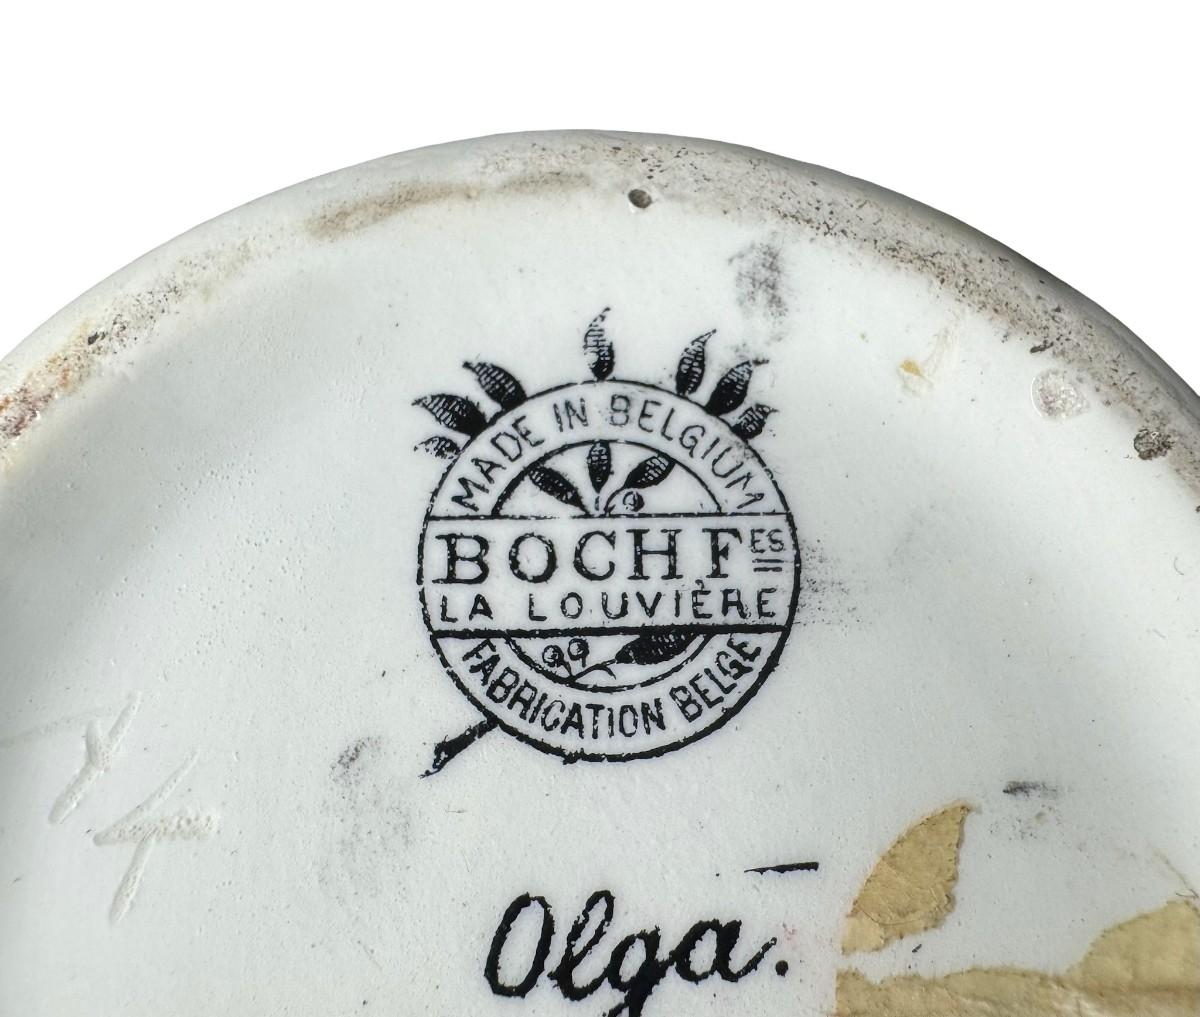 MADE IN BELGIUM
BOCH Fᴱˢ
LA LOUVIÈRE
FABRICATION BELGE
Olga.